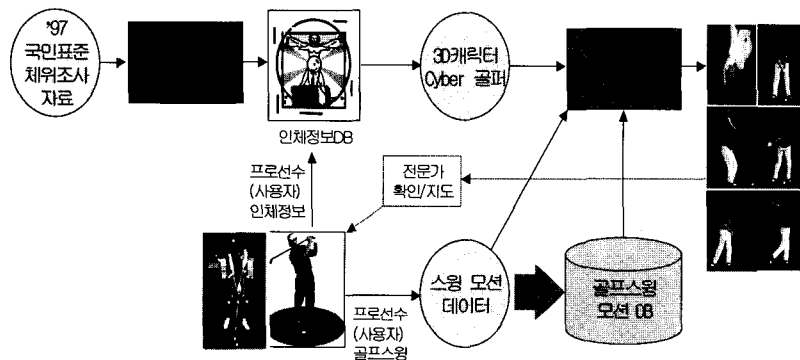 '97
국민표준
체위조사
자료
인체정보DB
3D캐릭터
Cyber 골퍼
프로선수
(사용자)
인체정보
전문가
확인/지도
스윙 모션
데이터
골프스윙
모션 DB
프로선수
(사용자)
골프스윙